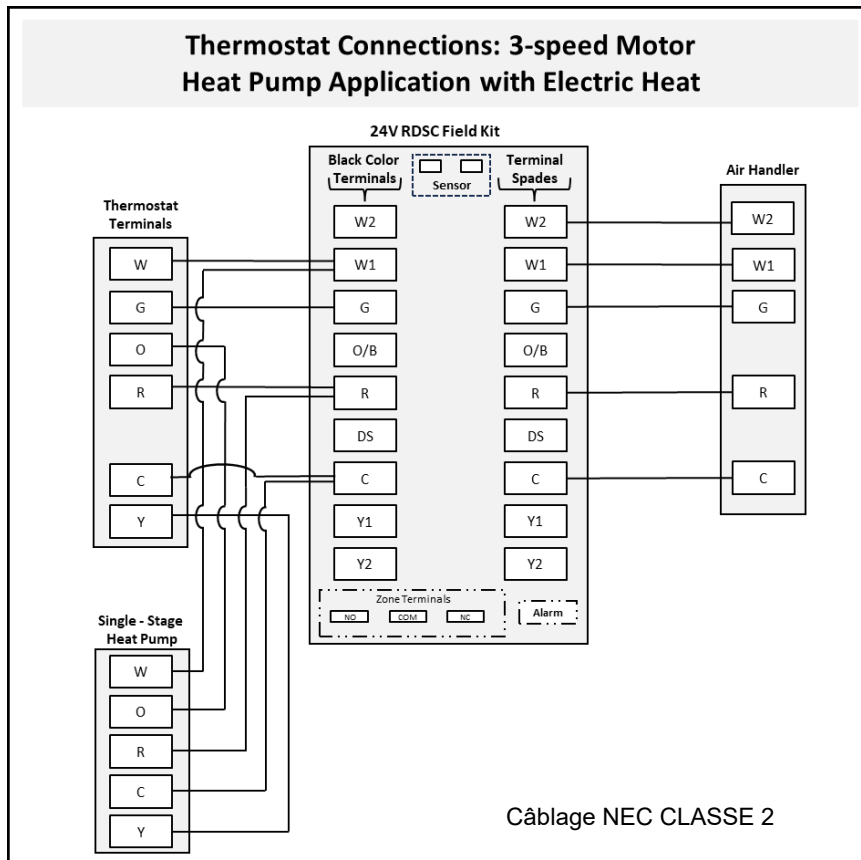 Thermostat Connections: 3-speed Motor
Heat Pump Application with Electric Heat
24V RDSC Field Kit
Black Color
Terminals
Sensor
Terminal
Spades
Air Handler
Thermostat
Terminals
W
G
O
R
C
Y
W2
W1
G
O/B
R
DS
C
Y1
Y2
W2
W1
G
O/B
R
DS
C
Y1
Y2
W2
W1
G
R
C
Zone Terminals
NO COM NC
Alarm
Single - Stage
Heat Pump
W
O
R
C
Y
Câblage NEC CLASSE 2